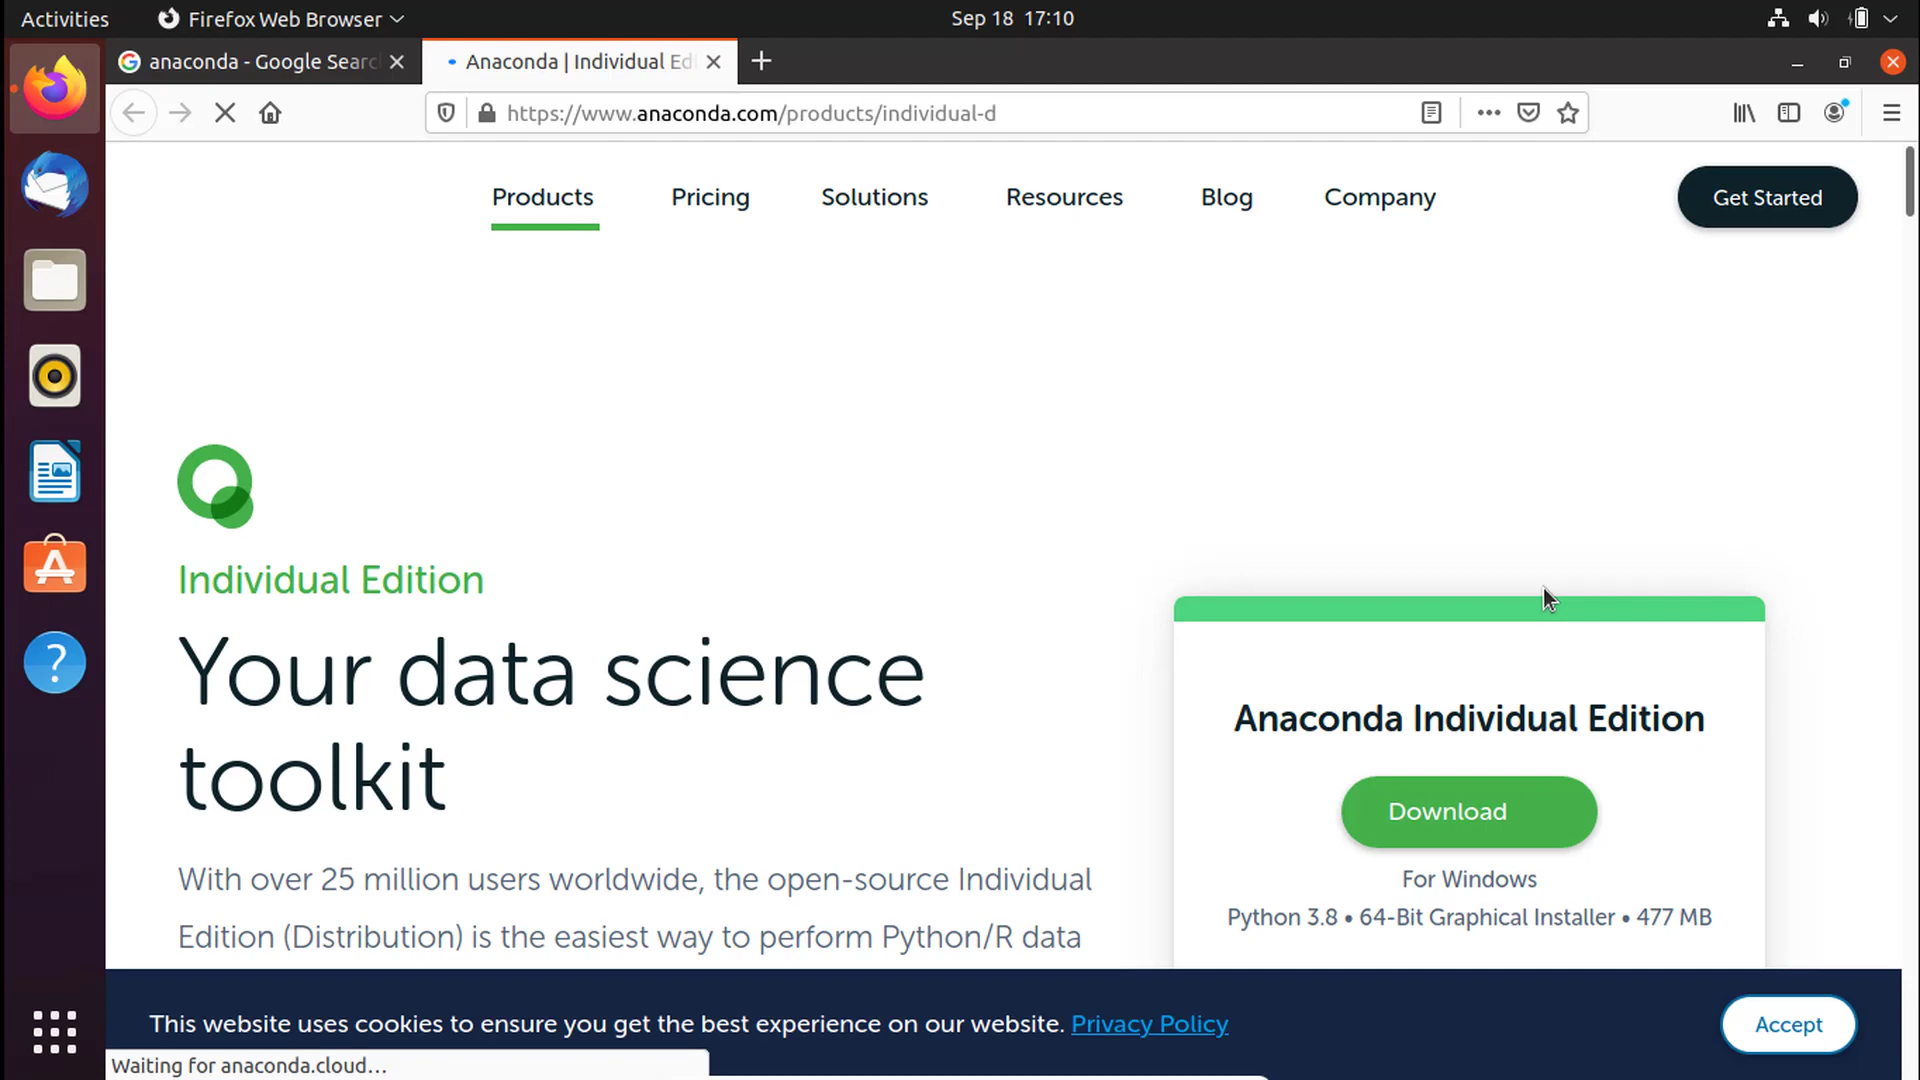 Activities
Firefox Web Browser
Sep 18 17:10
anaconda - Google Searc
Anaconda | Individual Ed
https://www.anaconda.com/products/individual-d
Products
Pricing
Solutions
Resources
Blog
Company
Get Started
Individual Edition
Your data science
toolkit
With over 25 million users worldwide, the open-source Individual
Edition (Distribution) is the easiest way to perform Python/R data
Anaconda Individual Edition
Download
For Windows
Python 3.8 • 64-Bit Graphical Installer • 477 MB
This website uses cookies to ensure you get the best experience on our website. Privacy Policy
Accept
Waiting for anaconda.cloud...